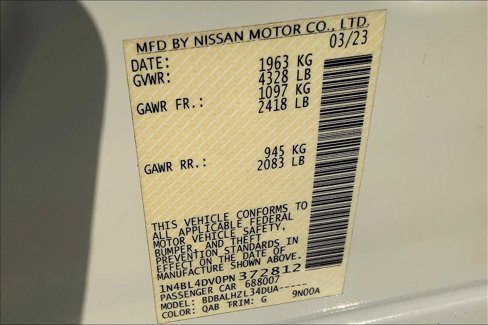 MFD BY NISSAN MOTOR CO., LTD.
DATE: 03/23
GVWR: 1963 KG
4328 LB
GAWR FR.: 1097 KG
2418 LB
GAWR RR.: 945 KG
2083 LB
THIS VEHICLE CONFORMS TO
ALL APPLICABLE FEDERAL
MOTOR VEHICLE SAFETY,
BUMPER, AND THEFT
PREVENTION STANDARDS IN
EFFECT ON THE DATE OF
MANUFACTURE SHOWN ABOVE.
1N4BL4DV0PN372812
PASSENGER CAR 688007
MODEL: BDBALHZL34DUA--- 9N00A
COLOR: QAB TRIM: G